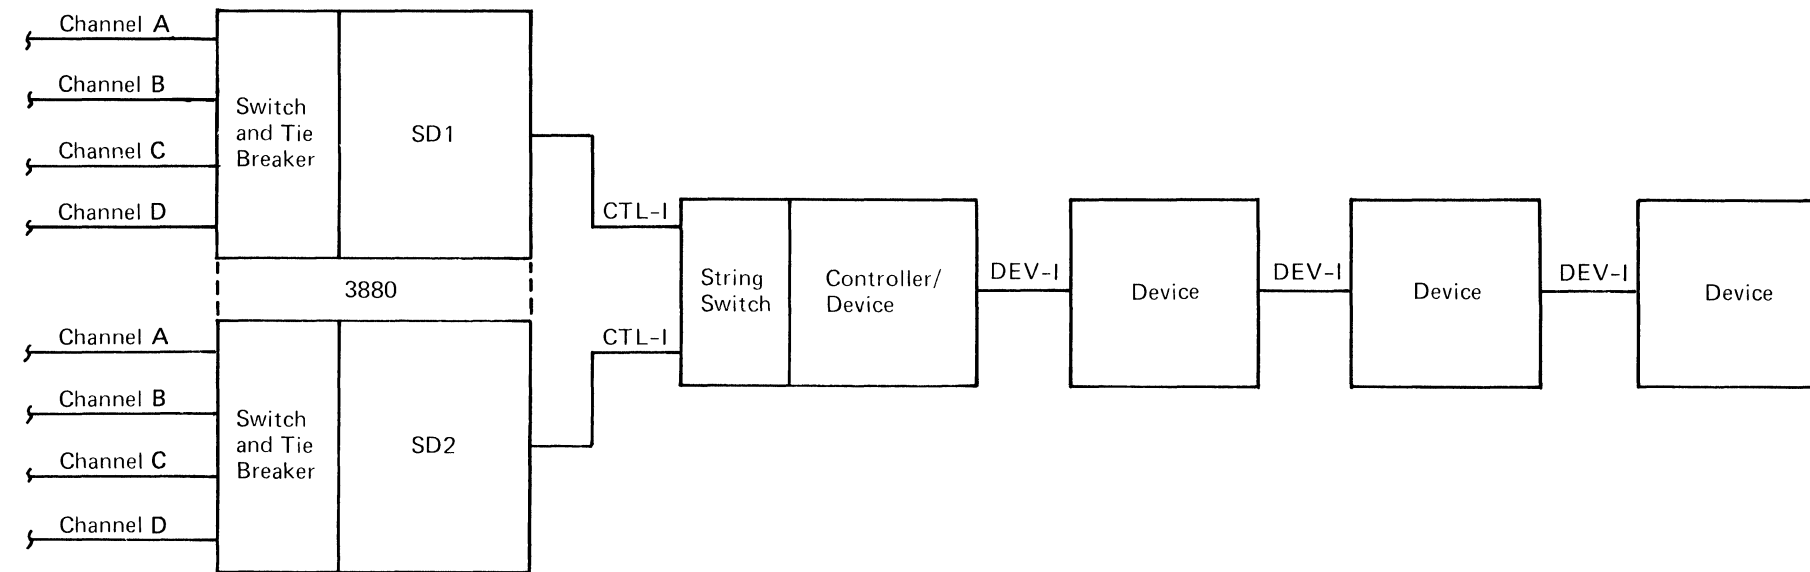 Channel A
Channel B
Channel C
Channel D
Switch
and Tie
Breaker
SD1
3880
Channel A
Channel B
Channel C
Channel D
Switch
and Tie
Breaker
SD2
CTL-I
CTL-I
String
Switch
Controller/
Device
DEV-I
Device
DEV-I
Device
DEV-I
Device